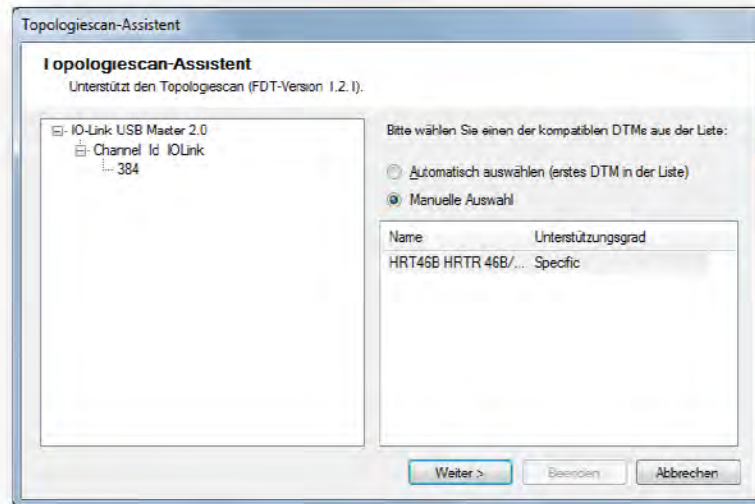 Topologiescan-Assistent
Topologiescan-Assistent
Unterstützt den Topologiescan (FDT-Version 1.2.1).
IO-Link USB Master 2.0
Channel Id IOLink
384
Bitte wählen Sie einen der kompatiblen DTMs aus der Liste:
Automatisch auswählen (erstes DTM in der Liste)
Manuelle Auswahl
Name Unterstützungsgrad
HRT46B HRTR 46B/... Specific
Weiter > Beenden Abbrechen